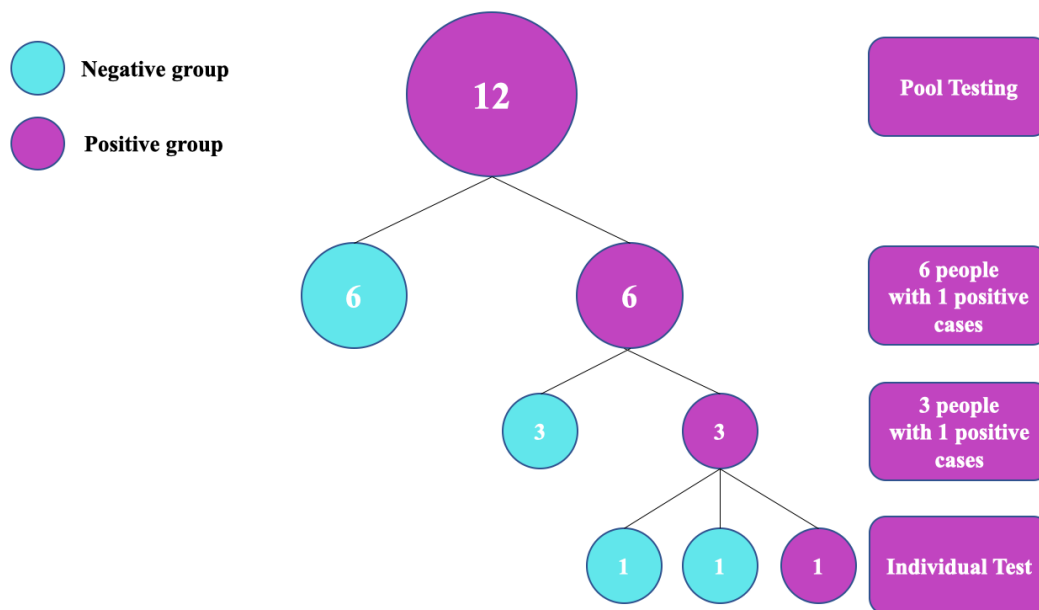 Negative group
Positive group
12
Pool Testing
6
6
6 people
with 1 positive
cases
3
3
3 people
with 1 positive
cases
1
1
1
Individual Test